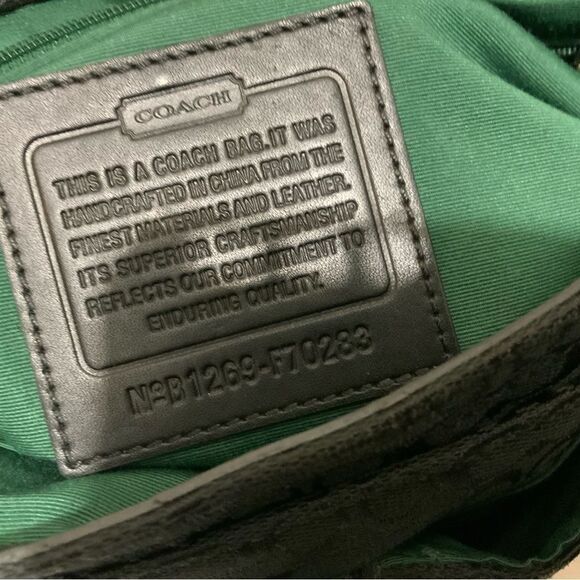 COACH
THIS IS A COACH BAG.IT WAS
HANDCRAFTED IN CHINA FROM THE
FINEST MATERIALS AND LEATHER.
ITS SUPERIOR CRAFTSMANSHIP
REFLECTS OUR COMMITMENT TO
ENDURING QUALITY.
NºB1269-F70283